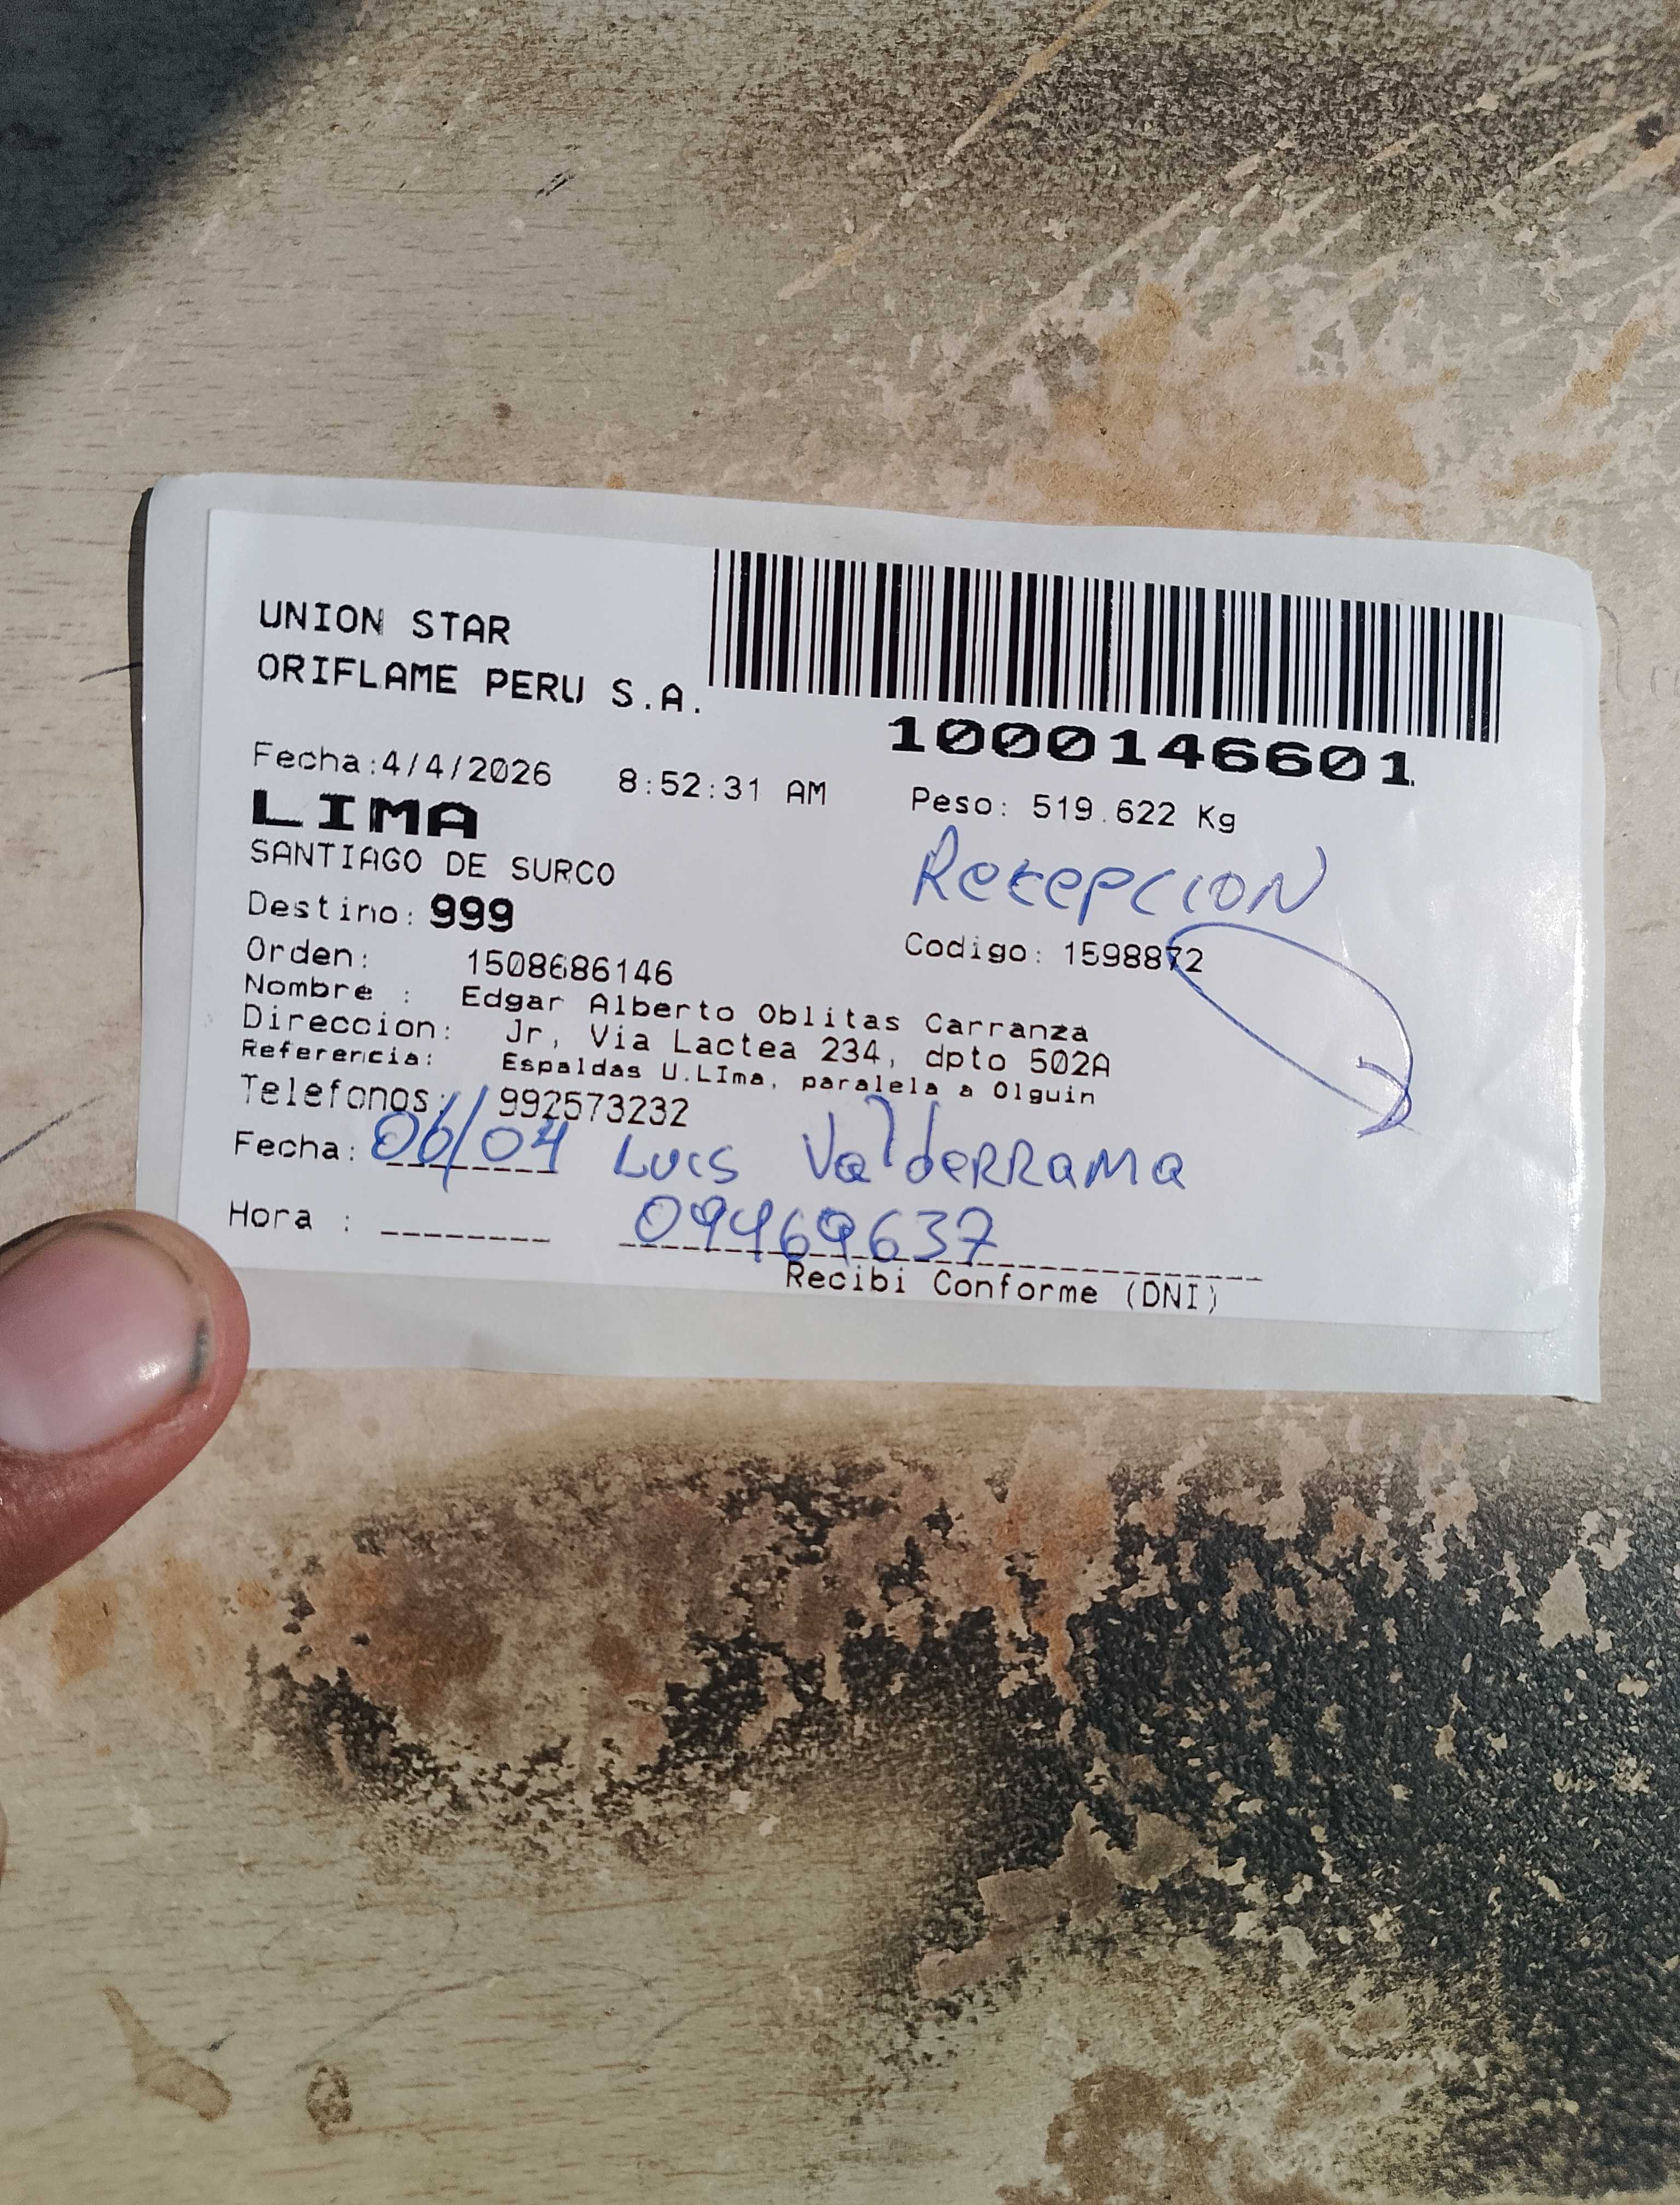 UNION STAR
ORIFLAME PERU S.A.
1000146601
Fecha:4/4/2026 8:52:31 AM
Peso: 519.622 Kg
LIMA
SANTIAGO DE SURCO
Recepcion
Destino: 999
Codigo: 1598872
Orden: 1508686146
Nombre : Edgar Alberto Oblitas Carranza
Direccion: Jr, Via Lactea 234, dpto 502A
Referencia: Espaldas U.LIma, paralela a Olguin
Telefonos: 992573232
Fecha: 06/04 Luis Valderrama
Hora : 09469637
Recibi Conforme (DNI)